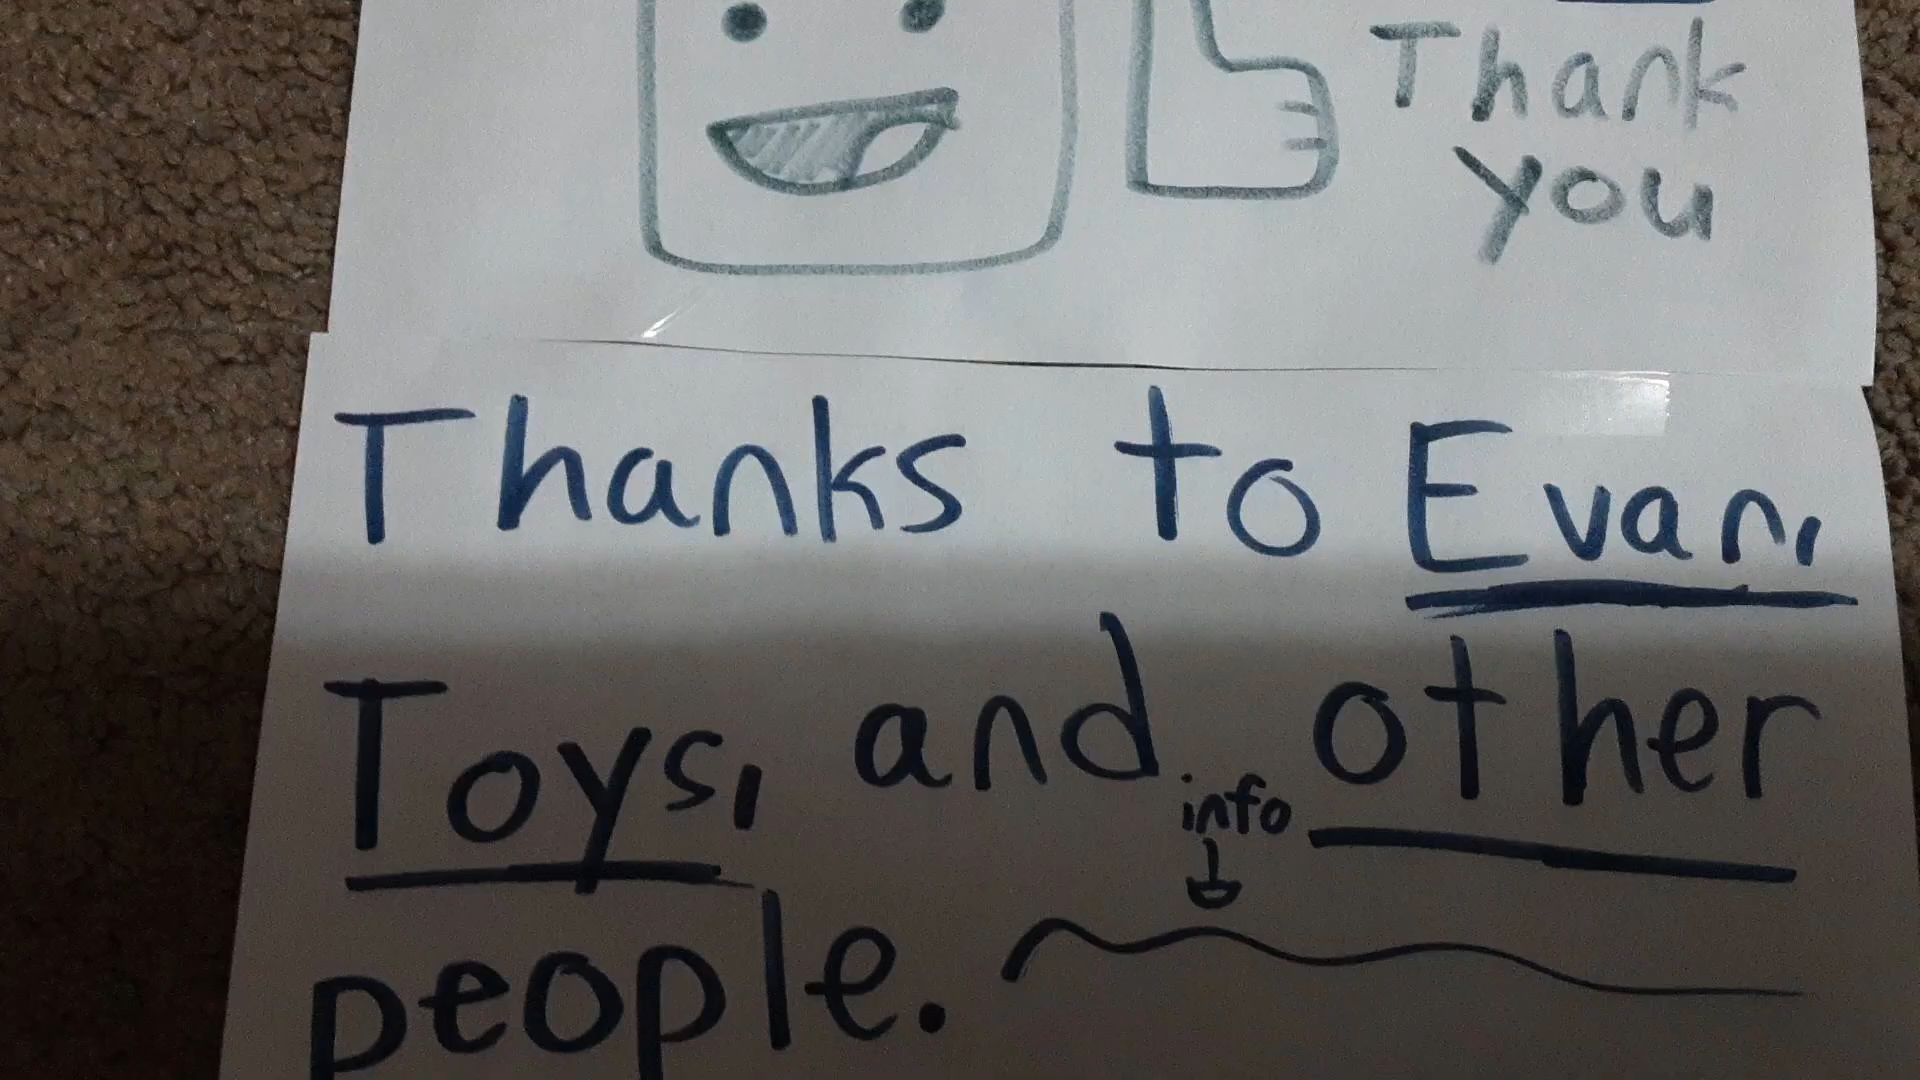 Thank
you
Thanks to Evan,
Toys, and other
info
people.